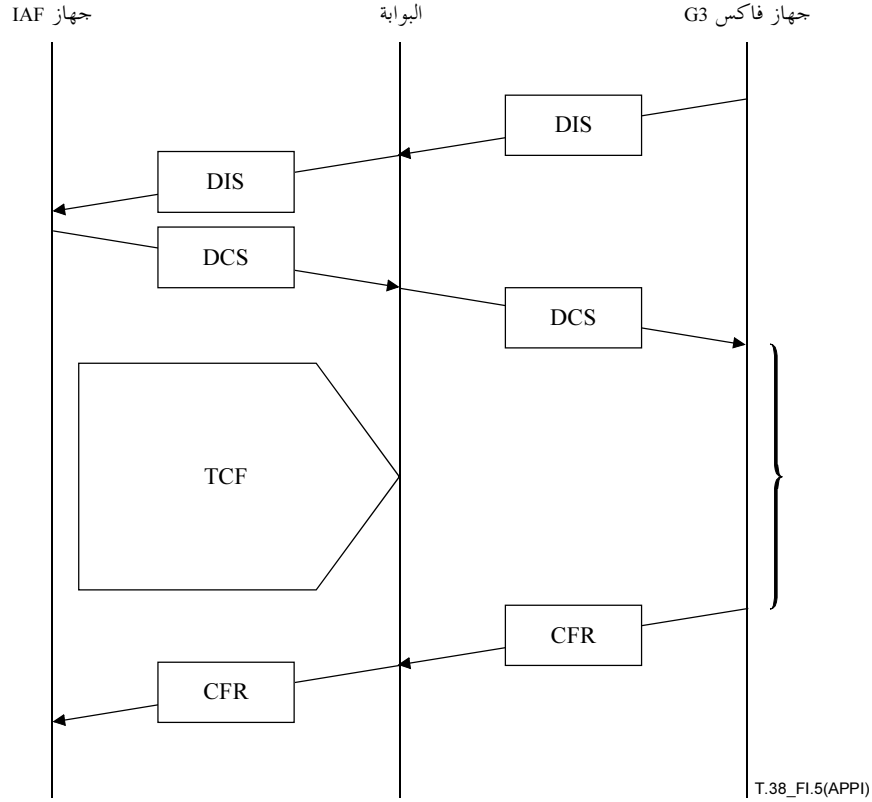 جهاز فاكس G3
البوابة
جهاز IAF
DIS
DIS
DCS
DCS
TCF
CFR
CFR
T.38_FI.5(APPI)